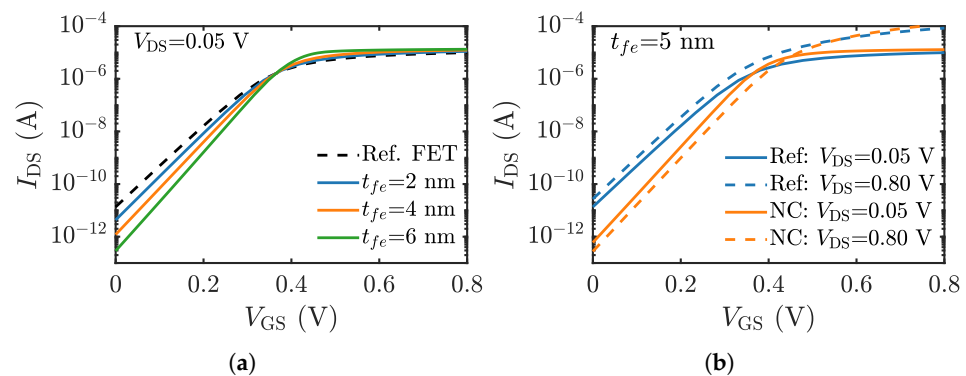 V_DS=0.05 V
I_DS (A)
10^-4
10^-6
10^-8
10^-10
10^-12
Ref. FET
t_fe=2 nm
t_fe=4 nm
t_fe=6 nm
0 0.2 0.4 0.6 0.8
V_GS (V)
(a)
t_fe=5 nm
I_DS (A)
10^-4
10^-6
10^-8
10^-10
10^-12
Ref: V_DS=0.05 V
Ref: V_DS=0.80 V
NC: V_DS=0.05 V
NC: V_DS=0.80 V
0 0.2 0.4 0.6 0.8
V_GS (V)
(b)